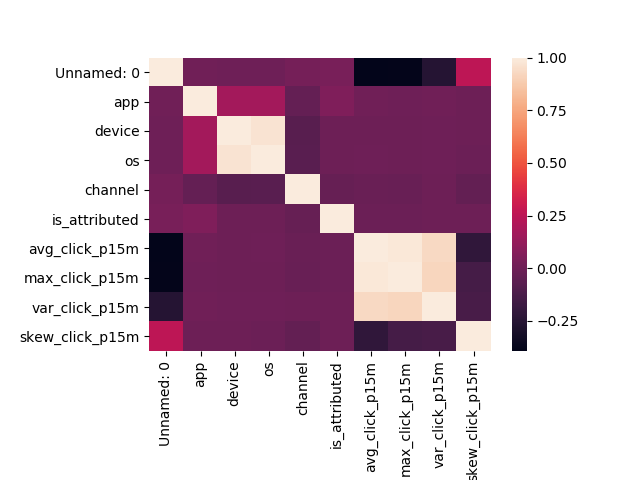 Unnamed: 0
app
device
os
channel
is_attributed
avg_click_p15m
max_click_p15m
var_click_p15m
skew_click_p15m
Unnamed: 0
app
device
os
channel
is_attributed
avg_click_p15m
max_click_p15m
var_click_p15m
skew_click_p15m
1.00
0.75
0.50
0.25
0.00
−0.25